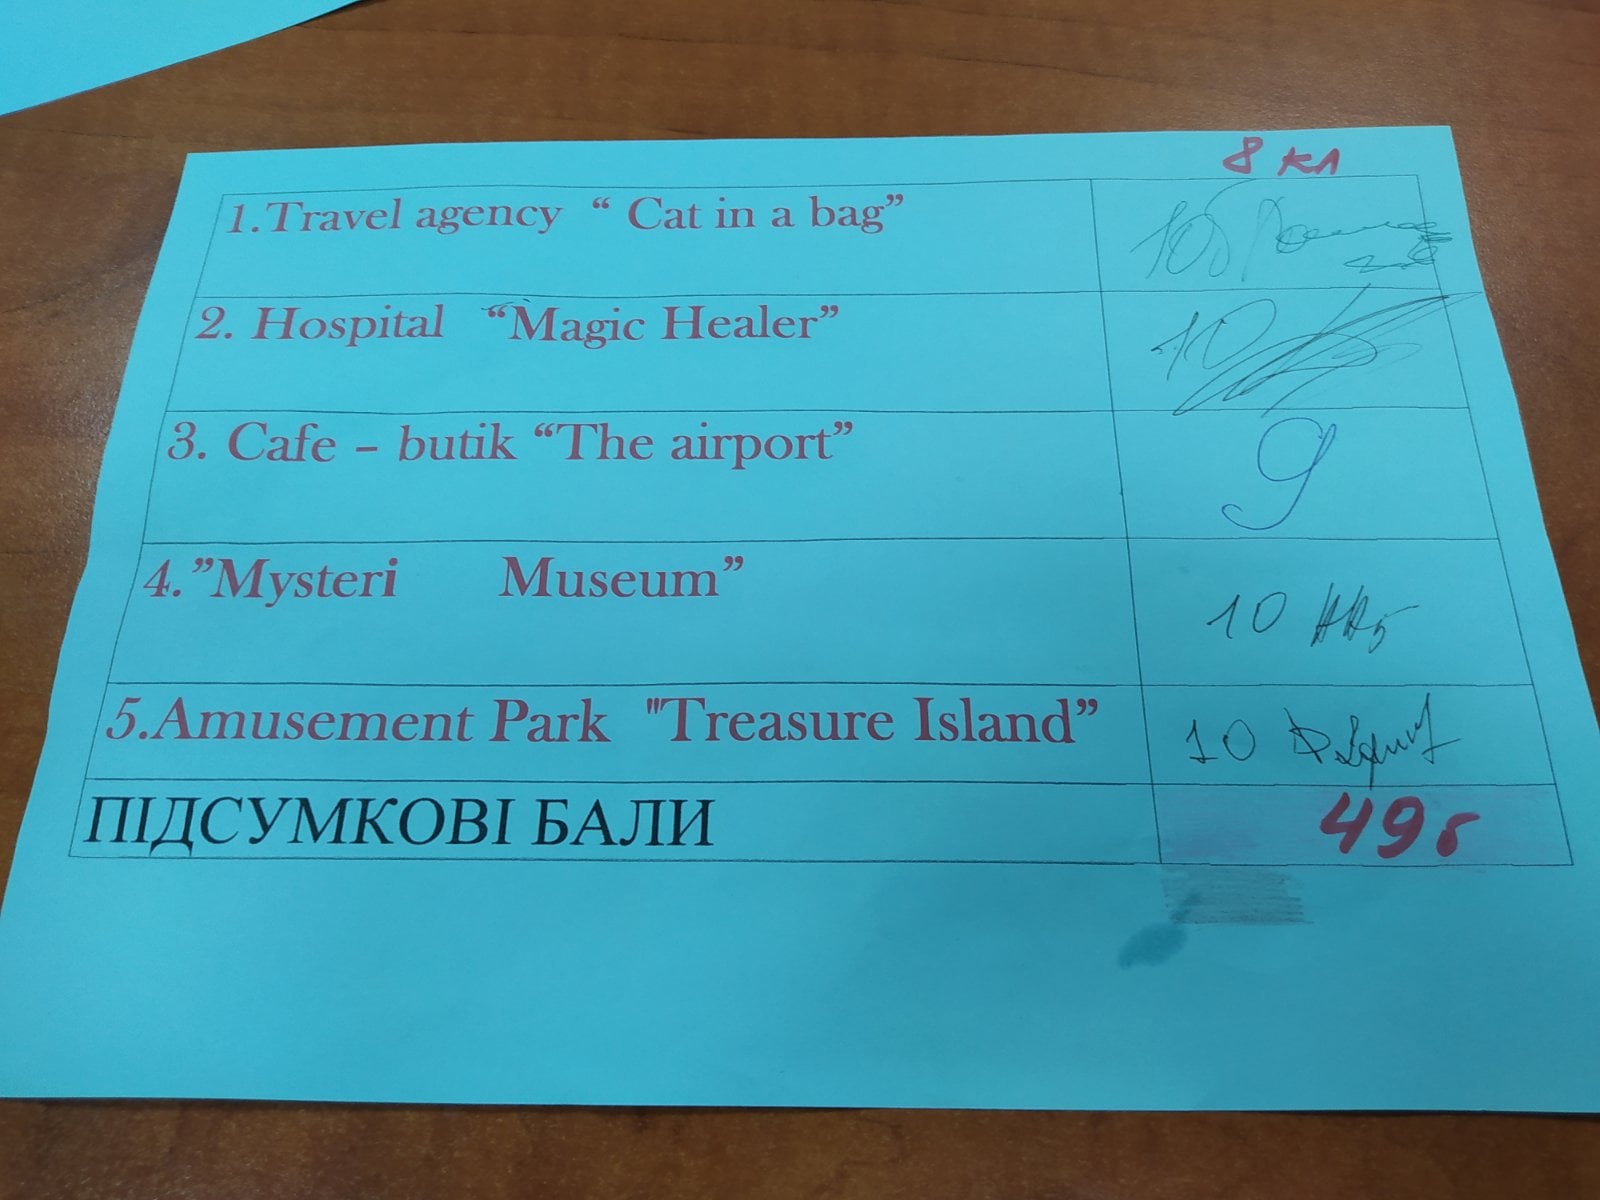 8 кл
1.Travel agency “ Cat in a bag” 10б
2. Hospital “Magic Healer” 10
3. Cafe – butik “The airport” 9
4.”Mysteri Museum” 10
5.Amusement Park "Treasure Island” 10
ПІДСУМКОВІ БАЛИ 49б